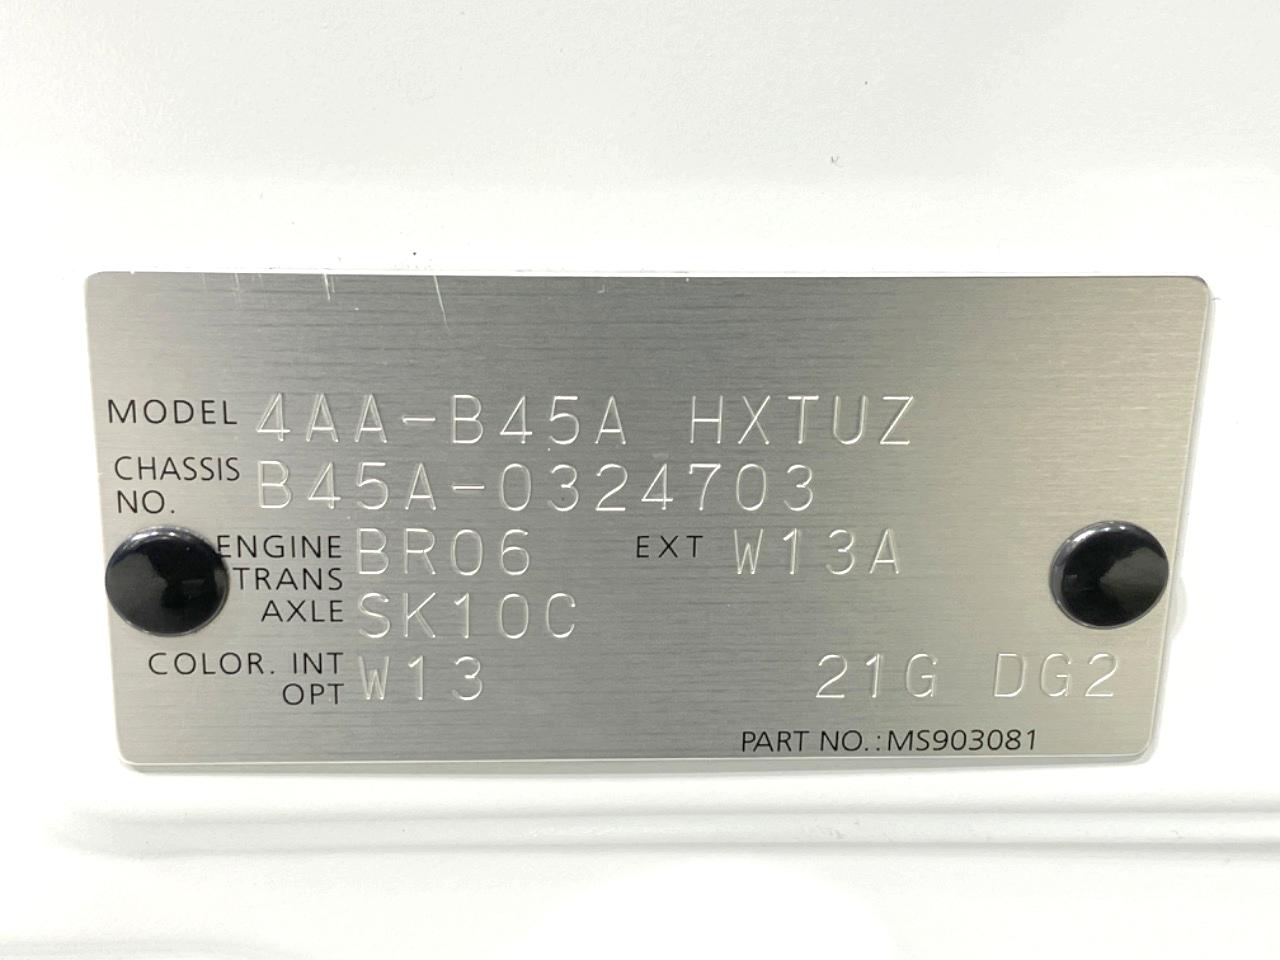 MODEL 4AA-B45A HXTUZ
CHASSIS NO. B45A-0324703
ENGINE BR06 EXT W13A
TRANS
AXLE SK10C
COLOR. INT W13 21G DG2
OPT
PART NO.:MS903081